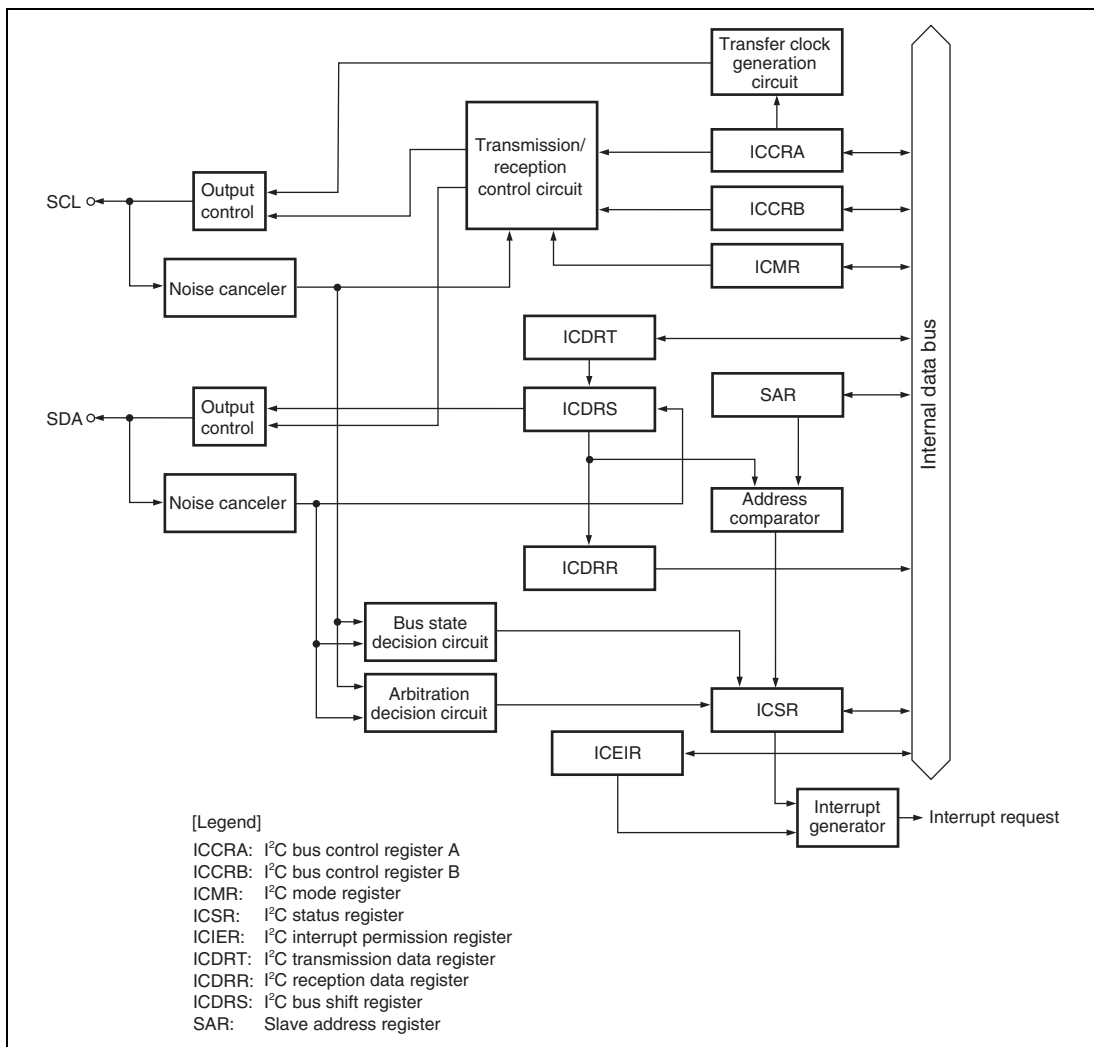 Transfer clock
generation
circuit
Transmission/
reception
control circuit
ICCRA
SCL
Output
control
ICCRB
ICMR
Noise canceler
ICDRT
Internal data bus
SDA
Output
control
ICDRS
SAR
Noise canceler
Address
comparator
ICDRR
Bus state
decision circuit
Arbitration
decision circuit
ICSR
ICEIR
Interrupt
generator
Interrupt request
[Legend]
ICCRA: I²C bus control register A
ICCRB: I²C bus control register B
ICMR: I²C mode register
ICSR: I²C status register
ICIER: I²C interrupt permission register
ICDRT: I²C transmission data register
ICDRR: I²C reception data register
ICDRS: I²C bus shift register
SAR: Slave address register